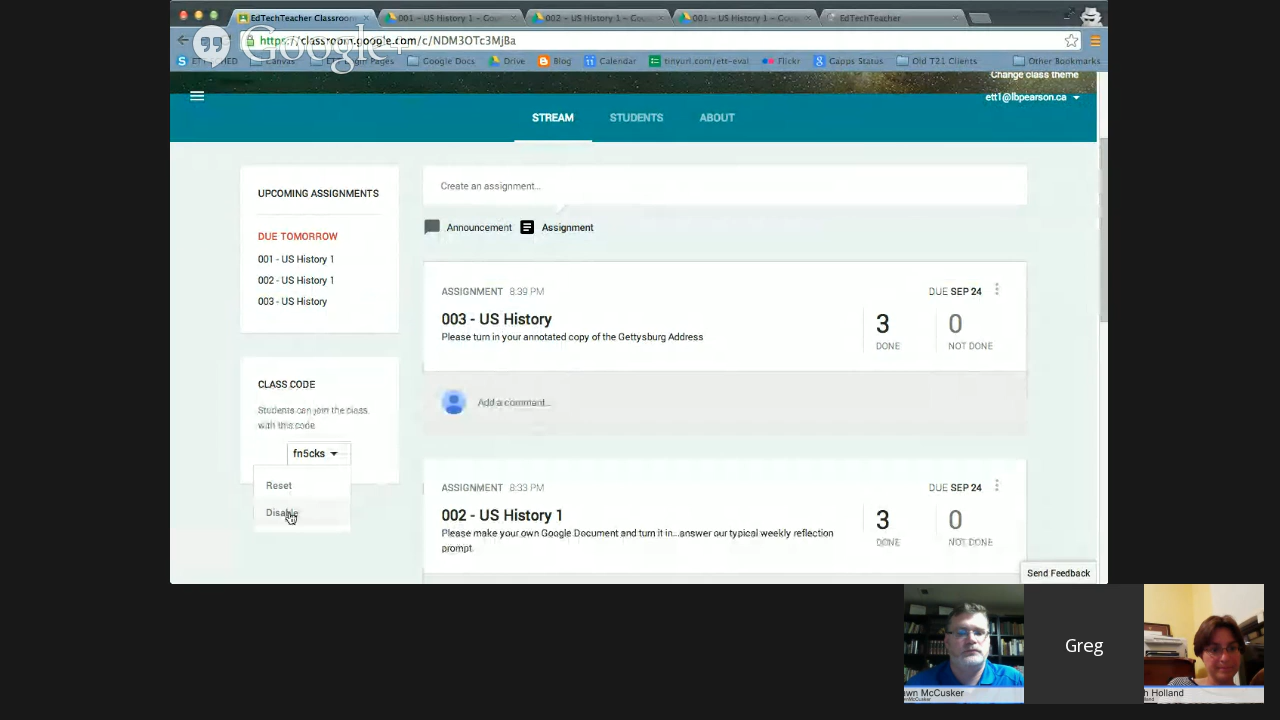 EdTechTeacher Classroom
001 - US History 1 - Go
002 - US History 1 - Go
001 - US History 1 - Go
EdTechTeacher
Google+
https://classroom.google.com/c/NDM3OTc3MjBa
Canvas
Pages
Google Docs
Drive
Blog
Calendar
tinyurl.com/ett-eval
Flickr
Gapps Status
Old T21 Clients
Other Bookmarks
Change class theme
ett1@lbpearson.ca
STREAM
STUDENTS
ABOUT
UPCOMING ASSIGNMENTS
DUE TOMORROW
001 - US History 1
002 - US History 1
003 - US History
CLASS CODE
Students can join the class
with this code.
fn5cks
Reset
Disable
Create an assignment...
Announcement
Assignment
ASSIGNMENT 8:39 PM
DUE SEP 24
003 - US History
Please turn in your annotated copy of the Gettysburg Address
3
DONE
0
NOT DONE
Add a comment...
ASSIGNMENT 8:33 PM
DUE SEP 24
002 - US History 1
Please make your own Google Document and turn it in...answer our typical weekly reflection
prompt.
3
DONE
0
NOT DONE
Send Feedback
wn McCusker
Greg
h Holland